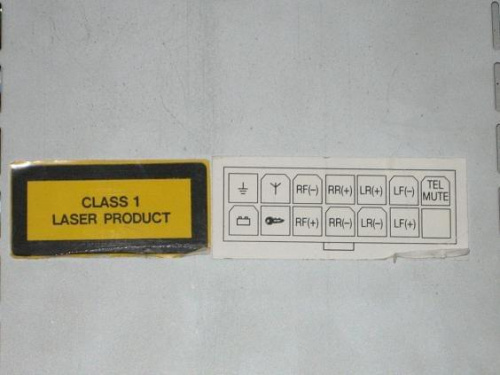 CLASS 1
LASER PRODUCT
RF(–) RR(+) LR(+) LF(–) TEL MUTE
RF(+) RR(–) LR(–) LF(+)